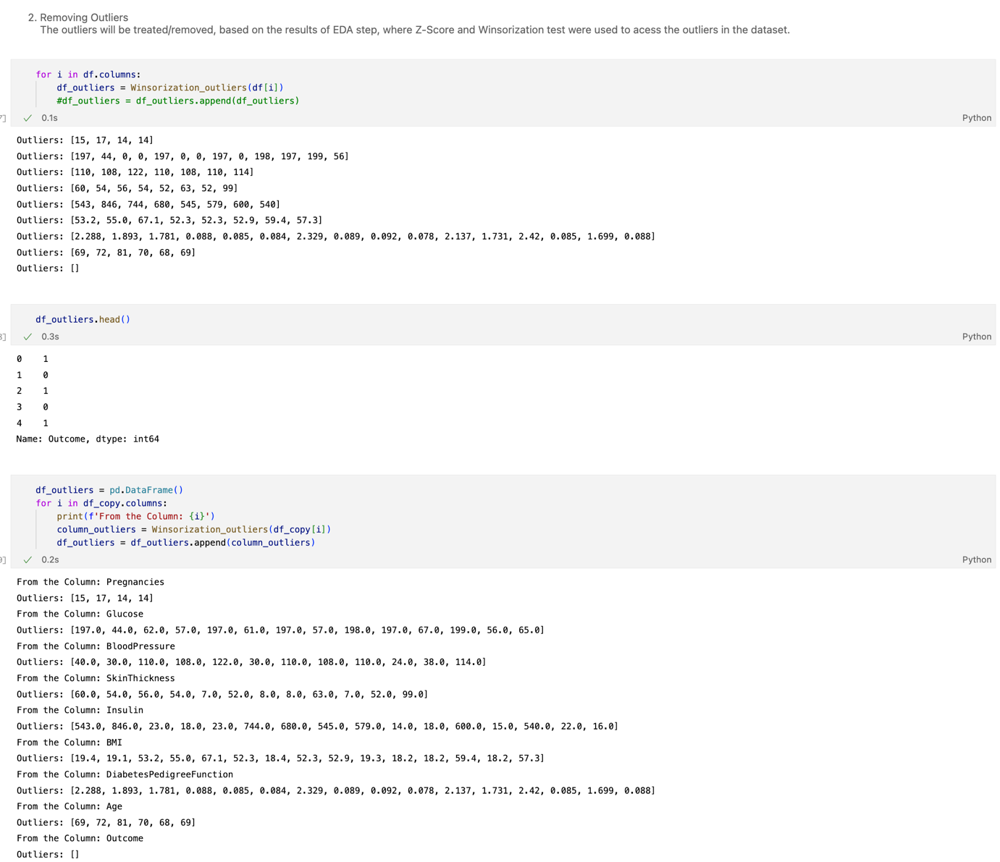 2. Removing Outliers
The outliers will be treated/removed, based on the results of EDA step, where Z-Score and Winsorization test were used to acess the outliers in the dataset.
for i in df.columns:
    df_outliers = Winsorization_outliers(df[i])
    #df_outliers = df_outliers.append(df_outliers)
7] ✓ 0.1s Python
Outliers: [15, 17, 14, 14]
Outliers: [197, 44, 0, 0, 197, 0, 0, 197, 0, 198, 197, 199, 56]
Outliers: [110, 108, 122, 110, 108, 110, 114]
Outliers: [60, 54, 56, 54, 52, 63, 52, 99]
Outliers: [543, 846, 744, 680, 545, 579, 600, 540]
Outliers: [53.2, 55.0, 67.1, 52.3, 52.3, 52.9, 59.4, 57.3]
Outliers: [2.288, 1.893, 1.781, 0.088, 0.085, 0.084, 2.329, 0.089, 0.092, 0.078, 2.137, 1.731, 2.42, 0.085, 1.699, 0.088]
Outliers: [69, 72, 81, 70, 68, 69]
Outliers: []
df_outliers.head()
8] ✓ 0.3s Python
0    1
1    0
2    1
3    0
4    1
Name: Outcome, dtype: int64
df_outliers = pd.DataFrame()
for i in df_copy.columns:
    print(f'From the Column: {i}')
    column_outliers = Winsorization_outliers(df_copy[i])
    df_outliers = df_outliers.append(column_outliers)
9] ✓ 0.2s Python
From the Column: Pregnancies
Outliers: [15, 17, 14, 14]
From the Column: Glucose
Outliers: [197.0, 44.0, 62.0, 57.0, 197.0, 61.0, 197.0, 57.0, 198.0, 197.0, 67.0, 199.0, 56.0, 65.0]
From the Column: BloodPressure
Outliers: [40.0, 30.0, 110.0, 108.0, 122.0, 30.0, 110.0, 108.0, 110.0, 24.0, 38.0, 114.0]
From the Column: SkinThickness
Outliers: [60.0, 54.0, 56.0, 54.0, 7.0, 52.0, 8.0, 8.0, 63.0, 7.0, 52.0, 99.0]
From the Column: Insulin
Outliers: [543.0, 846.0, 23.0, 18.0, 23.0, 744.0, 680.0, 545.0, 579.0, 14.0, 18.0, 600.0, 15.0, 540.0, 22.0, 16.0]
From the Column: BMI
Outliers: [19.4, 19.1, 53.2, 55.0, 67.1, 52.3, 18.4, 52.3, 52.9, 19.3, 18.2, 18.2, 59.4, 18.2, 57.3]
From the Column: DiabetesPedigreeFunction
Outliers: [2.288, 1.893, 1.781, 0.088, 0.085, 0.084, 2.329, 0.089, 0.092, 0.078, 2.137, 1.731, 2.42, 0.085, 1.699, 0.088]
From the Column: Age
Outliers: [69, 72, 81, 70, 68, 69]
From the Column: Outcome
Outliers: []